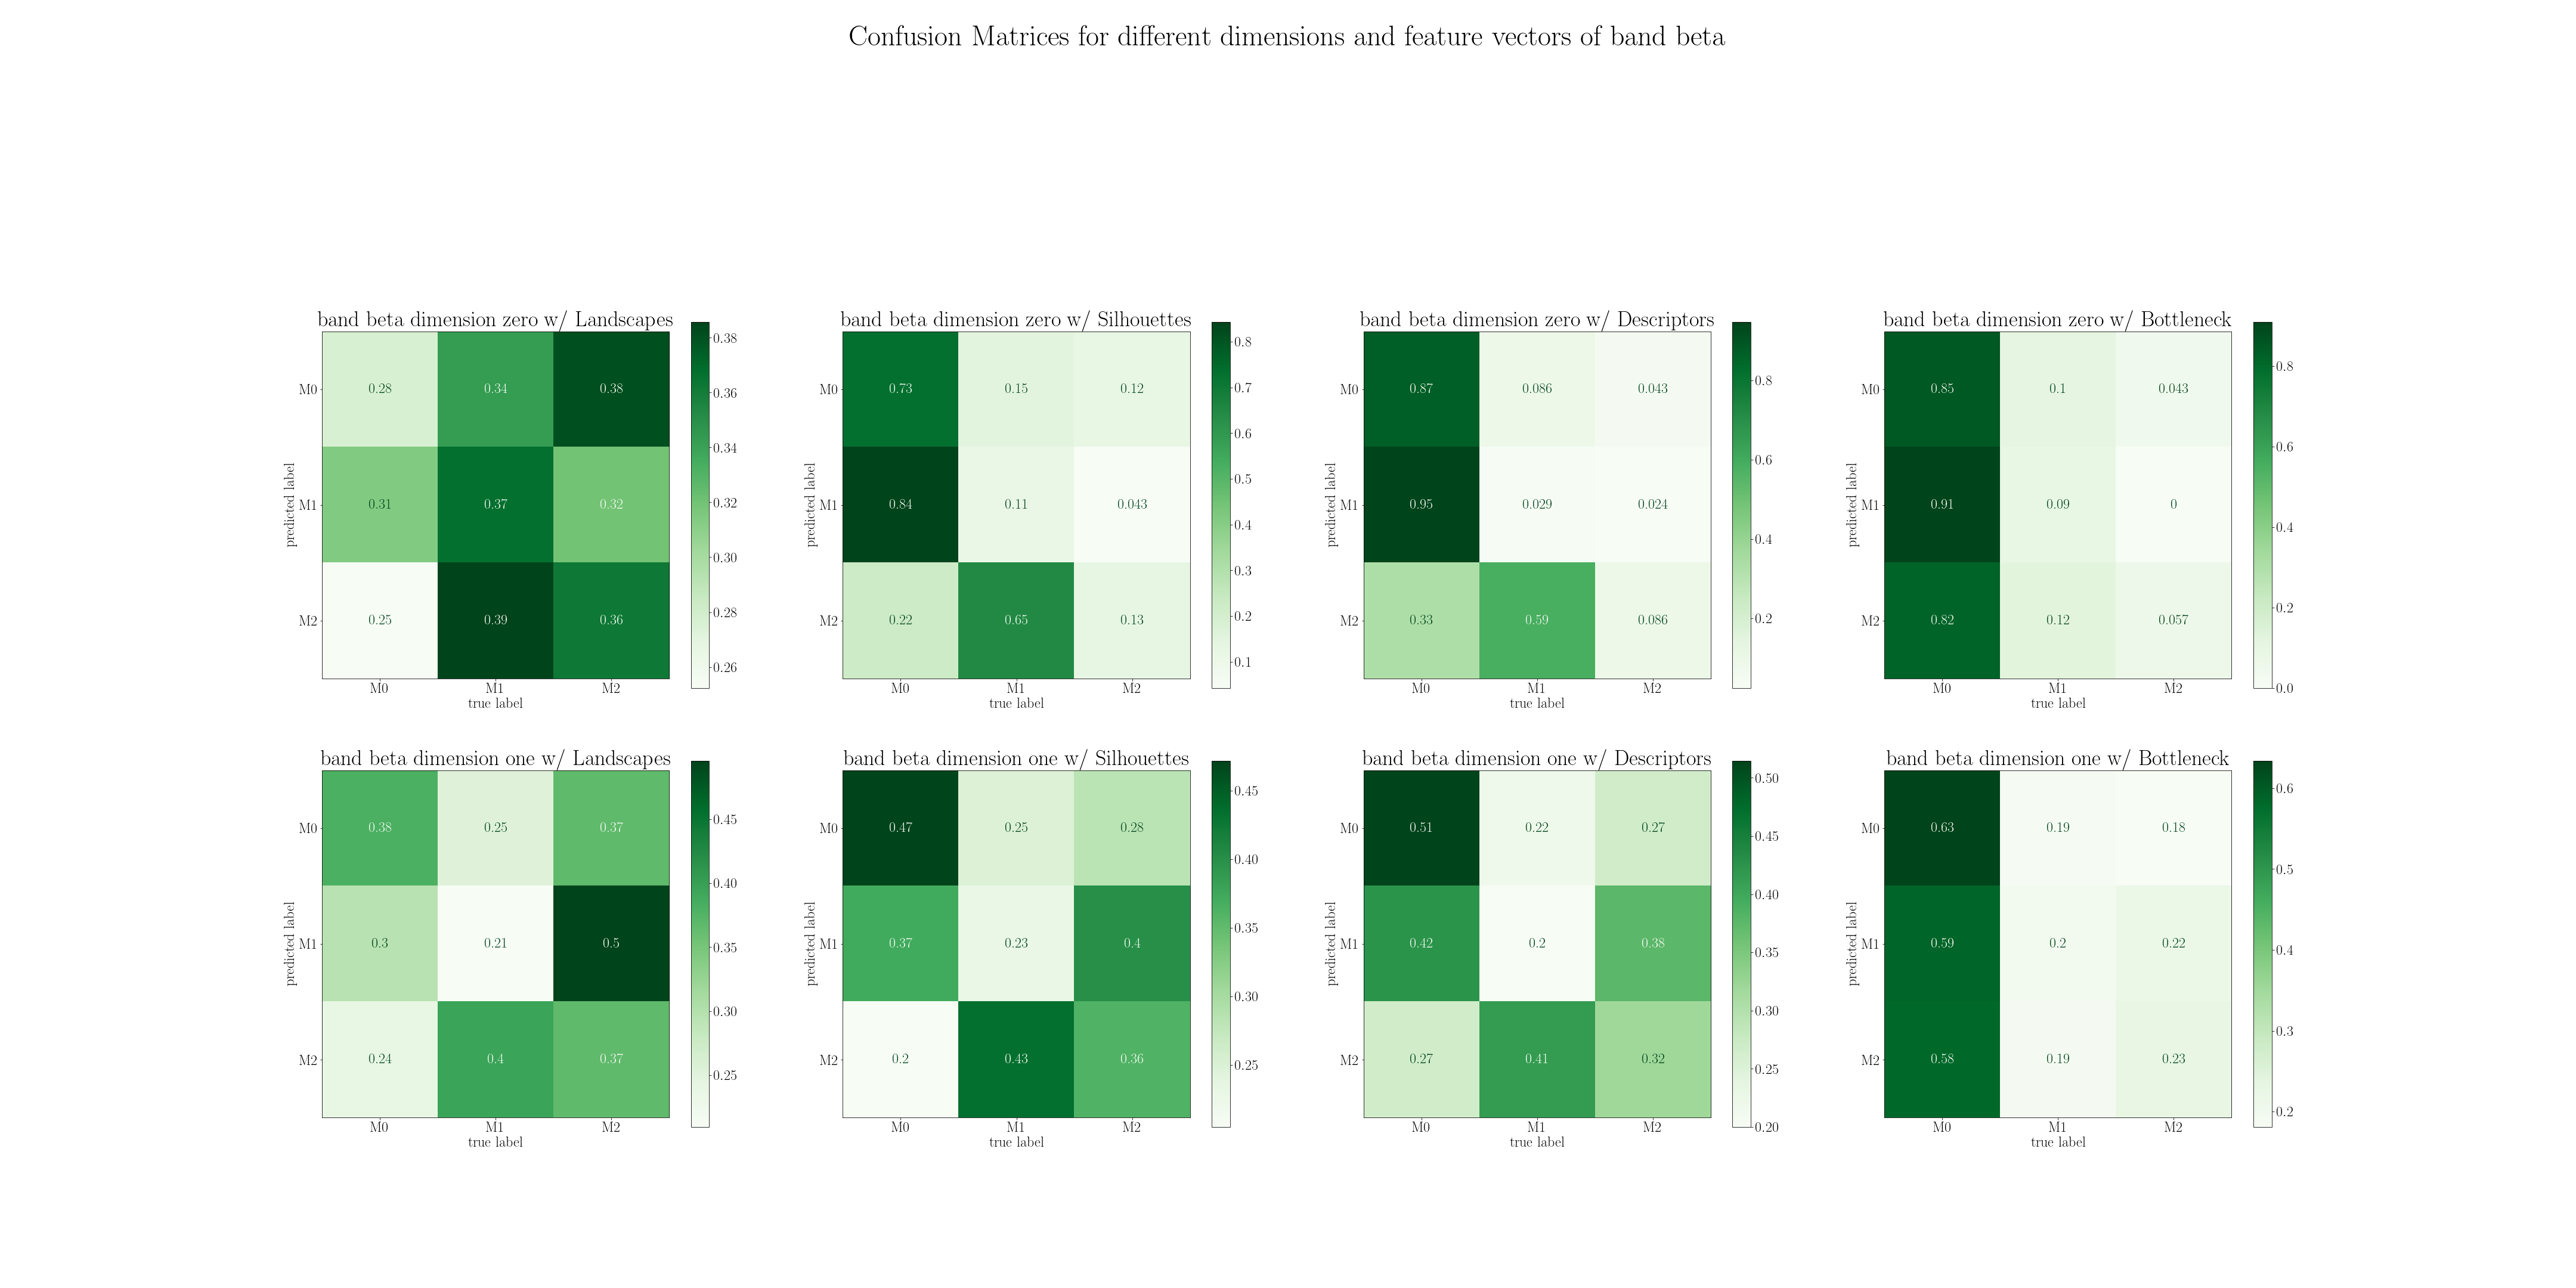 Confusion Matrices for different dimensions and feature vectors of band beta
band beta dimension zero w/ Landscapes
predicted label
M0 0.28 0.34 0.38
M1 0.31 0.37 0.32
M2 0.25 0.39 0.36
M0 M1 M2
true label
0.38
0.36
0.34
0.32
0.30
0.28
0.26
band beta dimension zero w/ Silhouettes
predicted label
M0 0.73 0.15 0.12
M1 0.84 0.11 0.043
M2 0.22 0.65 0.13
M0 M1 M2
true label
0.8
0.7
0.6
0.5
0.4
0.3
0.2
0.1
band beta dimension zero w/ Descriptors
predicted label
M0 0.87 0.086 0.043
M1 0.95 0.029 0.024
M2 0.33 0.59 0.086
M0 M1 M2
true label
0.8
0.6
0.4
0.2
band beta dimension zero w/ Bottleneck
predicted label
M0 0.85 0.1 0.043
M1 0.91 0.09 0
M2 0.82 0.12 0.057
M0 M1 M2
true label
0.8
0.6
0.4
0.2
0.0
band beta dimension one w/ Landscapes
predicted label
M0 0.38 0.25 0.37
M1 0.3 0.21 0.5
M2 0.24 0.4 0.37
M0 M1 M2
true label
0.45
0.40
0.35
0.30
0.25
band beta dimension one w/ Silhouettes
predicted label
M0 0.47 0.25 0.28
M1 0.37 0.23 0.4
M2 0.2 0.43 0.36
M0 M1 M2
true label
0.45
0.40
0.35
0.30
0.25
band beta dimension one w/ Descriptors
predicted label
M0 0.51 0.22 0.27
M1 0.42 0.2 0.38
M2 0.27 0.41 0.32
M0 M1 M2
true label
0.50
0.45
0.40
0.35
0.30
0.25
0.20
band beta dimension one w/ Bottleneck
predicted label
M0 0.63 0.19 0.18
M1 0.59 0.2 0.22
M2 0.58 0.19 0.23
M0 M1 M2
true label
0.6
0.5
0.4
0.3
0.2